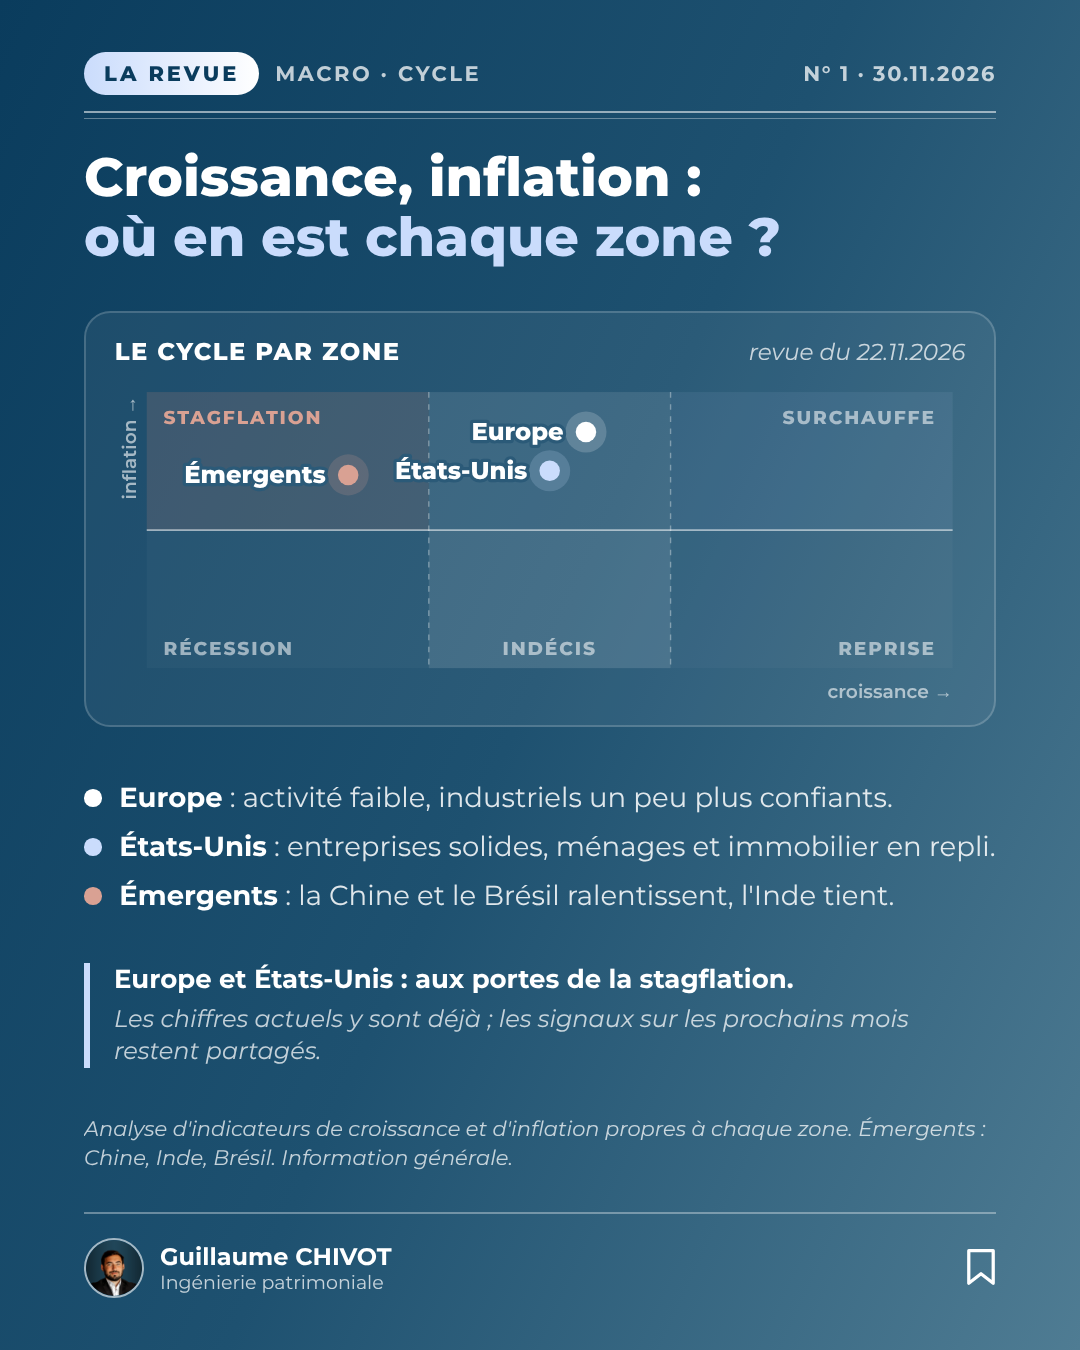 LA REVUE MACRO · CYCLE N° 1 · 30.11.2026
Croissance, inflation :
où en est chaque zone ?
LE CYCLE PAR ZONE revue du 22.11.2026
inflation →
STAGFLATION SURCHAUFFE
Europe
États-Unis
Émergents
RÉCESSION INDÉCIS REPRISE
croissance →
Europe : activité faible, industriels un peu plus confiants.
États-Unis : entreprises solides, ménages et immobilier en repli.
Émergents : la Chine et le Brésil ralentissent, l'Inde tient.
Europe et États-Unis : aux portes de la stagflation.
Les chiffres actuels y sont déjà ; les signaux sur les prochains mois
restent partagés.
Analyse d'indicateurs de croissance et d'inflation propres à chaque zone. Émergents :
Chine, Inde, Brésil. Information générale.
Guillaume CHIVOT
Ingénierie patrimoniale